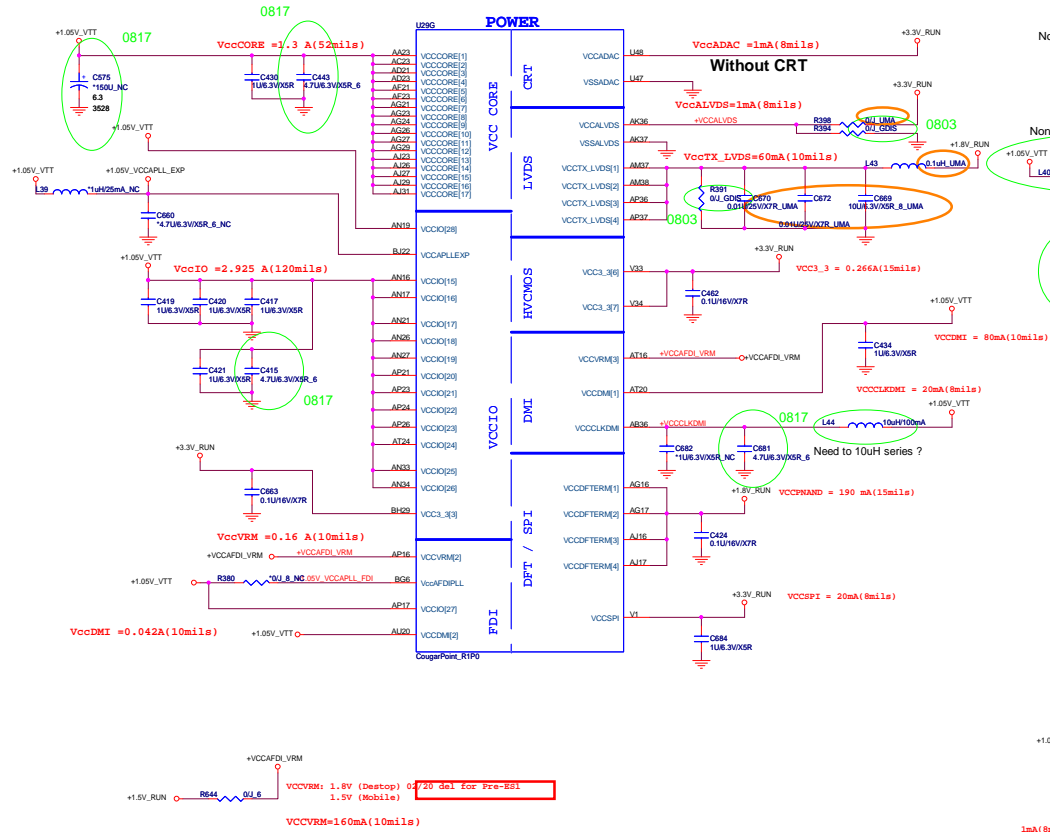 POWER
U29G
0817
0817
+1.05V_VTT
VccCORE =1.3 A(52mils)
C575
*150U_NC
6.3
3528
C430
1U/6.3V/X5R
C443
4.7U/6.3V/X5R_6
AA23
AC23
AD21
AD23
AF21
AF23
AG21
AG23
AG24
AG26
AG27
AG29
AJ23
AJ26
AJ27
AJ29
AJ31
VCCCORE[1]
VCCCORE[2]
VCCCORE[3]
VCCCORE[4]
VCCCORE[5]
VCCCORE[6]
VCCCORE[7]
VCCCORE[8]
VCCCORE[9]
VCCCORE[10]
VCCCORE[11]
VCCCORE[12]
VCCCORE[13]
VCCCORE[14]
VCCCORE[15]
VCCCORE[16]
VCCCORE[17]
VCC CORE
CRT
LVDS
HVCMOS
DMI
VCCIO
DFT / SPI
FDI
+1.05V_VTT
+1.05V_VTT
+1.05V_VCCAPLL_EXP
L39
*1uH/25mA_NC
C660
*4.7U/6.3V/X5R_6_NC
AN19
VCCIO[28]
BJ22
VCCAPLLEXP
+1.05V_VTT
VccIO =2.925 A(120mils)
C419
1U/6.3V/X5R
C420
1U/6.3V/X5R
C417
1U/6.3V/X5R
C421
1U/6.3V/X5R
C415
4.7U/6.3V/X5R_6
0817
AN16
VCCIO[15]
AN17
VCCIO[16]
AN21
VCCIO[17]
AN26
VCCIO[18]
AN27
VCCIO[19]
AP21
VCCIO[20]
AP23
VCCIO[21]
AP24
VCCIO[22]
AP26
VCCIO[23]
AT24
VCCIO[24]
AN33
VCCIO[25]
AN34
VCCIO[26]
+3.3V_RUN
C663
0.1U/16V/X7R
BH29
VCC3_3[3]
VccVRM =0.16 A(10mils)
+VCCAFDI_VRM
+VCCAFDI_VRM
AP16
VCCVRM[2]
+1.05V_VTT
R380
*0/J_8_NC
.05V_VCCAPLL_FDI
BG6
VccAFDIPLL
AP17
VCCIO[27]
VccDMI =0.042A(10mils)
+1.05V_VTT
AU20
VCCDMI[2]
CougarPoint_R1P0
VccADAC =1mA(8mils)
+3.3V_RUN
Without CRT
VCCADAC
U48
VSSADAC
U47
VccALVDS=1mA(8mils)
+3.3V_RUN
VCCALVDS
AK36
+VCCALVDS
R398
0/J_UMA
R394
0/J_GDIS
0803
VSSALVDS
AK37
VccTX_LVDS=60mA(10mils)
+1.8V_RUN
L43
0.1uH_UMA
VCCTX_LVDS[1]
AM37
VCCTX_LVDS[2]
AM38
VCCTX_LVDS[3]
AP36
VCCTX_LVDS[4]
AP37
R391
0/J_GDIS
0803
C670
0.01U/25V/X7R_UMA
C672
0.01U/25V/X7R_UMA
C669
10U/6.3V/X5R_8_UMA
+3.3V_RUN
VCC3_3 = 0.266A(15mils)
VCC3_3[6]
V33
VCC3_3[7]
V34
C462
0.1U/16V/X7R
+1.05V_VTT
VCCDMI = 80mA(10mils)
C434
1U/6.3V/X5R
VCCVRM[3]
AT16
+VCCAFDI_VRM
+VCCAFDI_VRM
VCCDMI[1]
AT20
VCCCLKDMI = 20mA(8mils)
+1.05V_VTT
0817
VCCCLKDMI
AB36
+VCCCLKDMI
L44
10uH/100mA
Need to 10uH series ?
C682
*1U/6.3V/X5R_NC
C681
4.7U/6.3V/X5R_6
VCCDFTERM[1]
AG16
VCCDFTERM[2]
AG17
VCCDFTERM[3]
AJ16
VCCDFTERM[4]
AJ17
VCCPNAND = 190 mA(15mils)
+1.8V_RUN
C424
0.1U/16V/X7R
+3.3V_RUN
VCCSPI = 20mA(8mils)
VCCSPI
V1
C684
1U/6.3V/X5R
No
Non
+1.05V_VTT
L40
+1.0
1mA(8m
+VCCAFDI_VRM
+1.5V_RUN
R644
0/J_6
VCCVRM: 1.8V (Destop) 02/20 del for Pre-ES1
1.5V (Mobile)
VCCVRM=160mA(10mils)